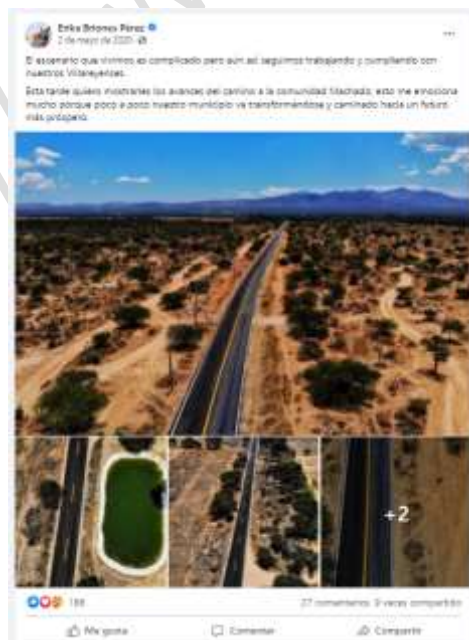 Erika Briones Pérez
2 de mayo de 2020
El escenario que vivimos es complicado pero aun así seguimos trabajando y cumpliendo con
nuestros Villareyenses.
Esta tarde quiero mostrarles los avances del camino a la comunidad Machado, esto me emociona
mucho porque poco a poco nuestro municipio va transformándose y caminado hacia un futuro
más próspero.
+2
188
27 comentarios 9 veces compartido
Me gusta Comentar Compartir